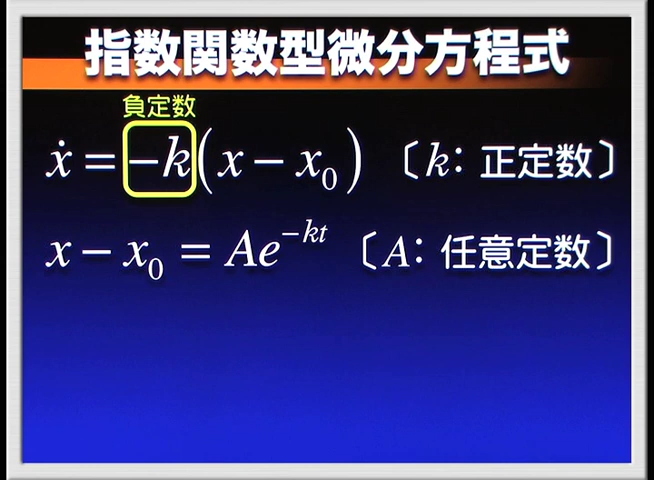 指数関数型微分方程式
負定数
ẋ = −k(x − x₀) 〔k: 正定数〕
x − x₀ = Ae⁻ᵏᵗ 〔A: 任意定数〕